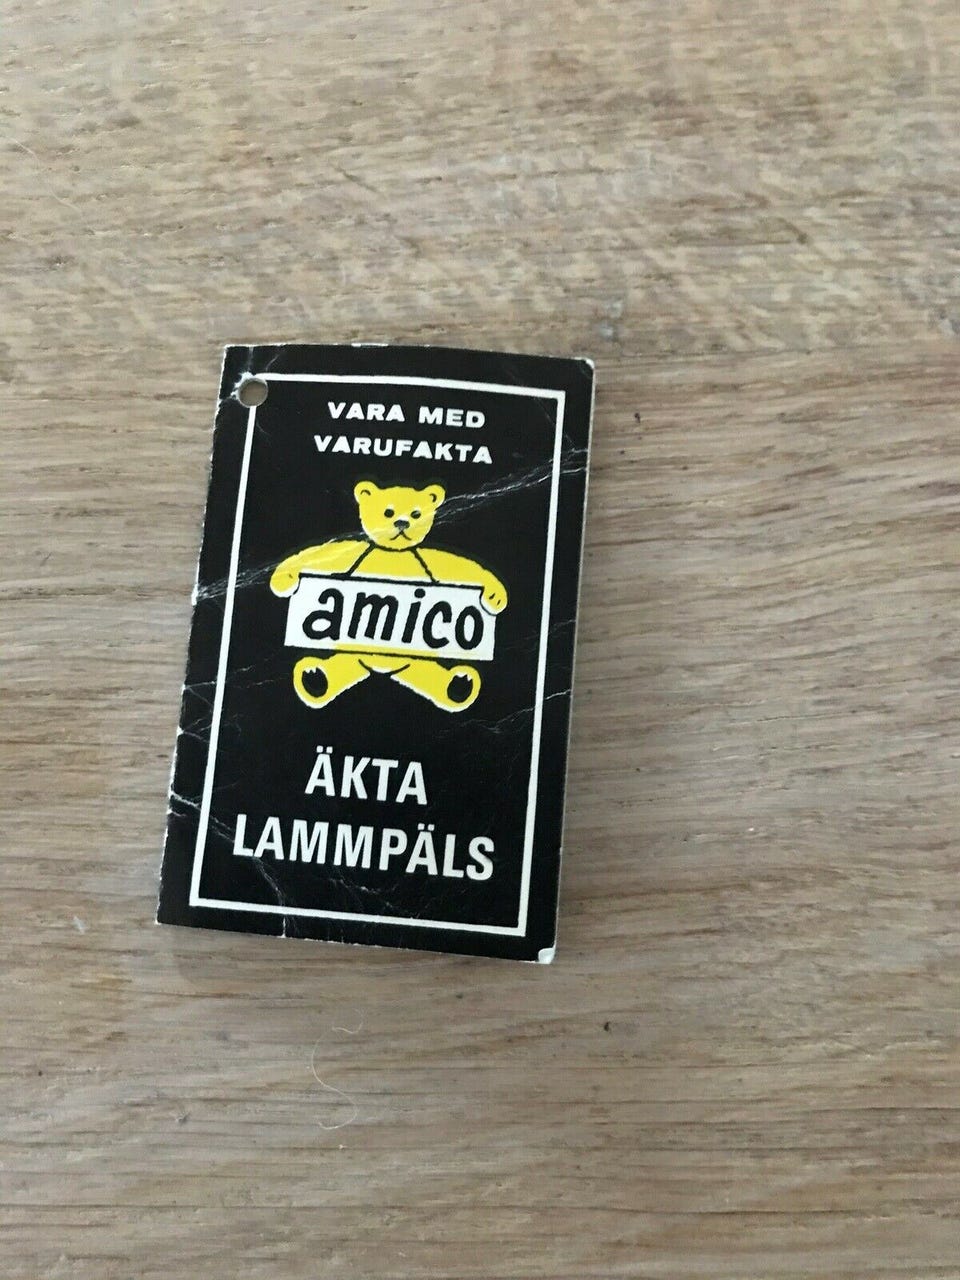 VARA MED
VARUFAKTA
amico
ÄKTA
LAMMPÄLS